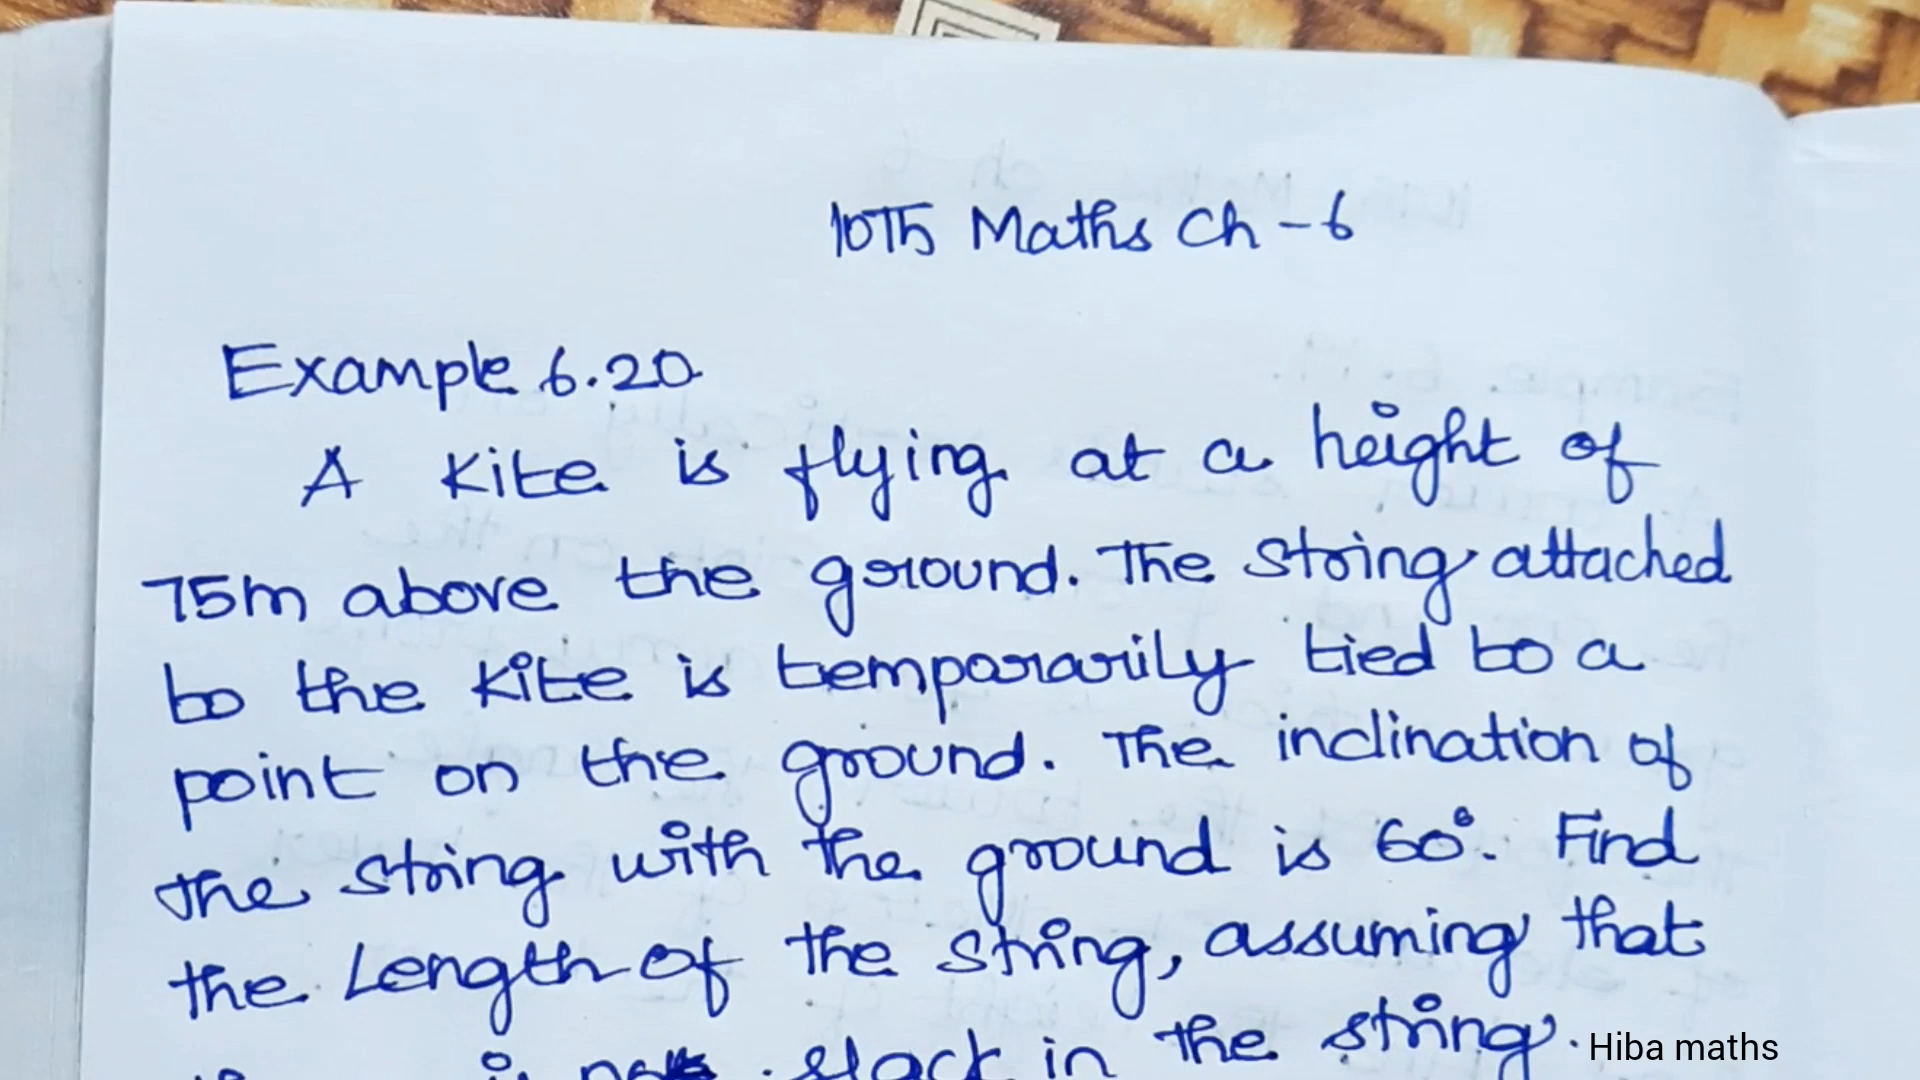 10Th Maths Ch - 6
Example 6.20
A Kite is flying at a height of
75m above the ground. The string attached
to the Kite is temporarily tied to a
point on the ground. The inclination of
the string with the ground is 60°. Find
the Length of the string, assuming that
is no slack in the string.
Hiba maths